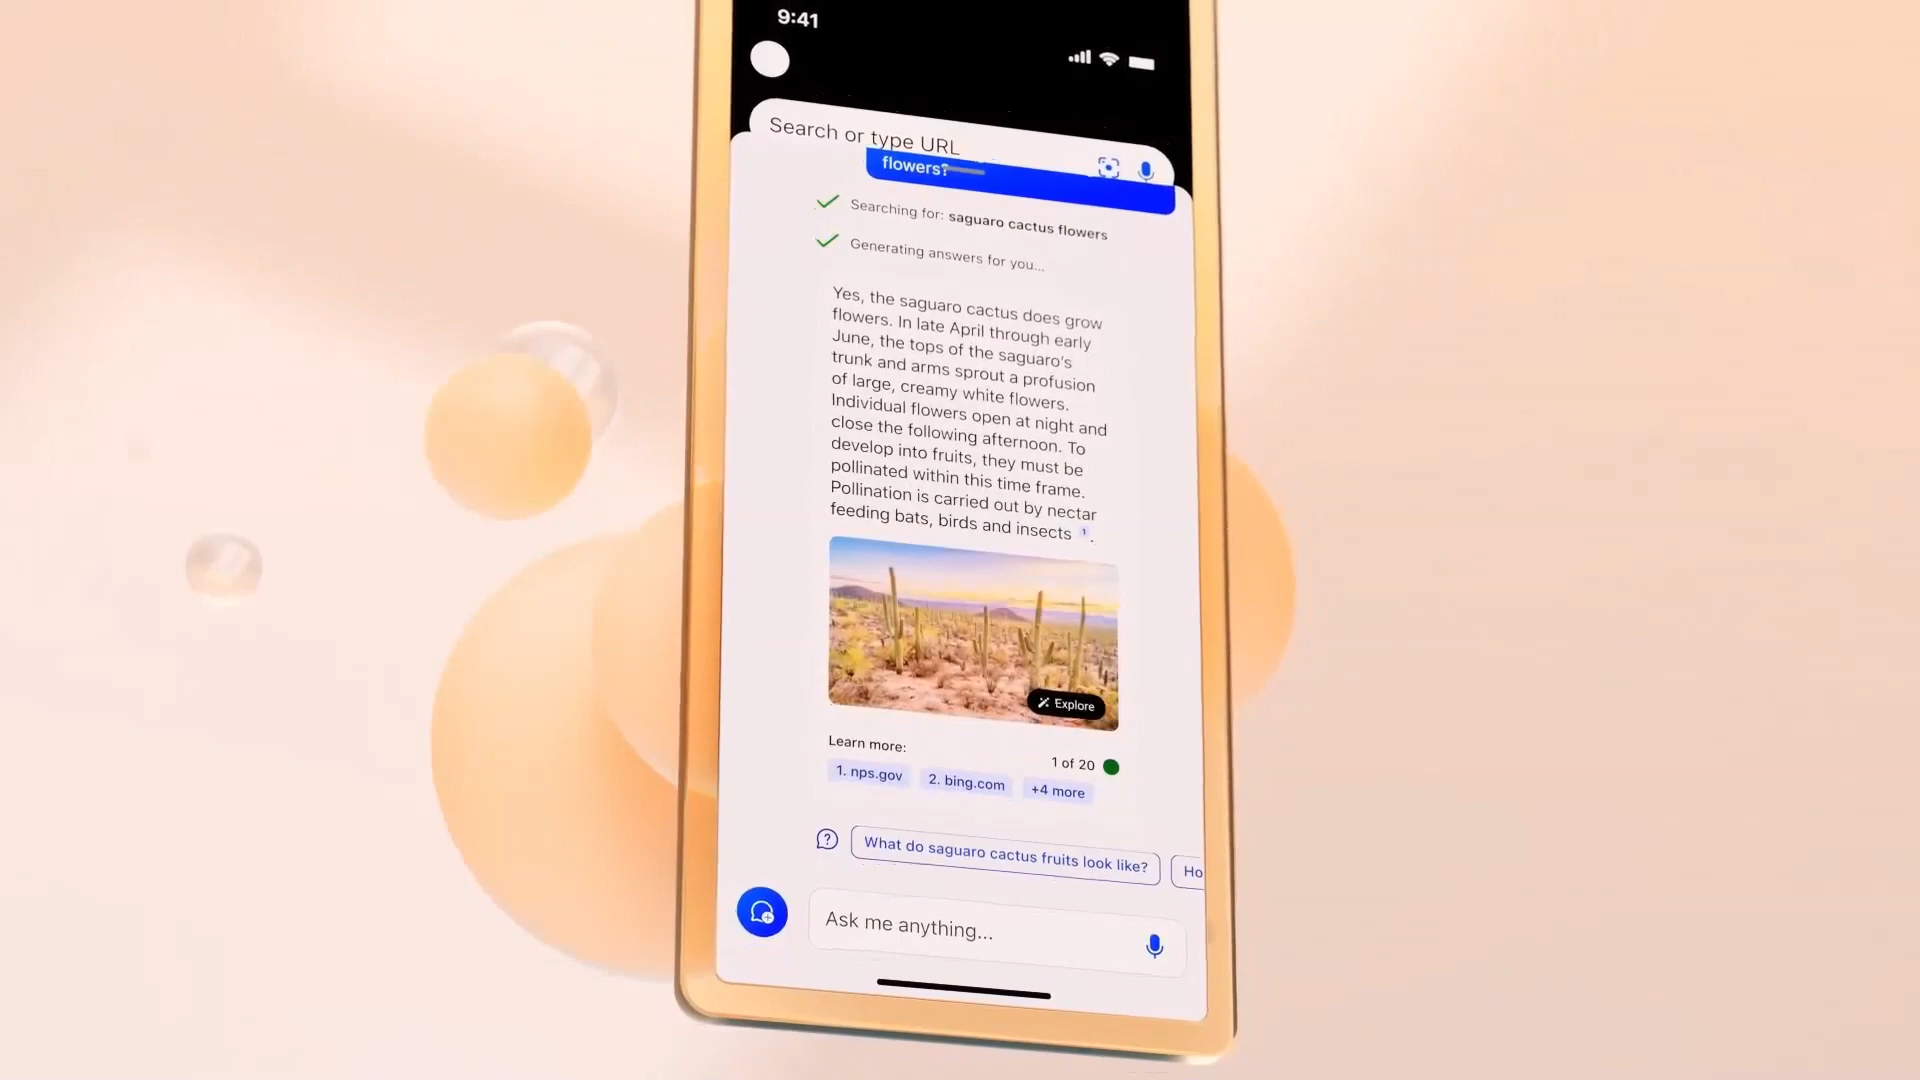 9:41
Search or type URL
flowers?
Searching for: saguaro cactus flowers
Generating answers for you...
Yes, the saguaro cactus does grow
flowers. In late April through early
June, the tops of the saguaro's
trunk and arms sprout a profusion
of large, creamy white flowers.
Individual flowers open at night and
close the following afternoon. To
develop into fruits, they must be
pollinated within this time frame.
Pollination is carried out by nectar
feeding bats, birds and insects 1.
Explore
Learn more:
1 of 20
1. nps.gov 2. bing.com +4 more
What do saguaro cactus fruits look like? Ho
Ask me anything...